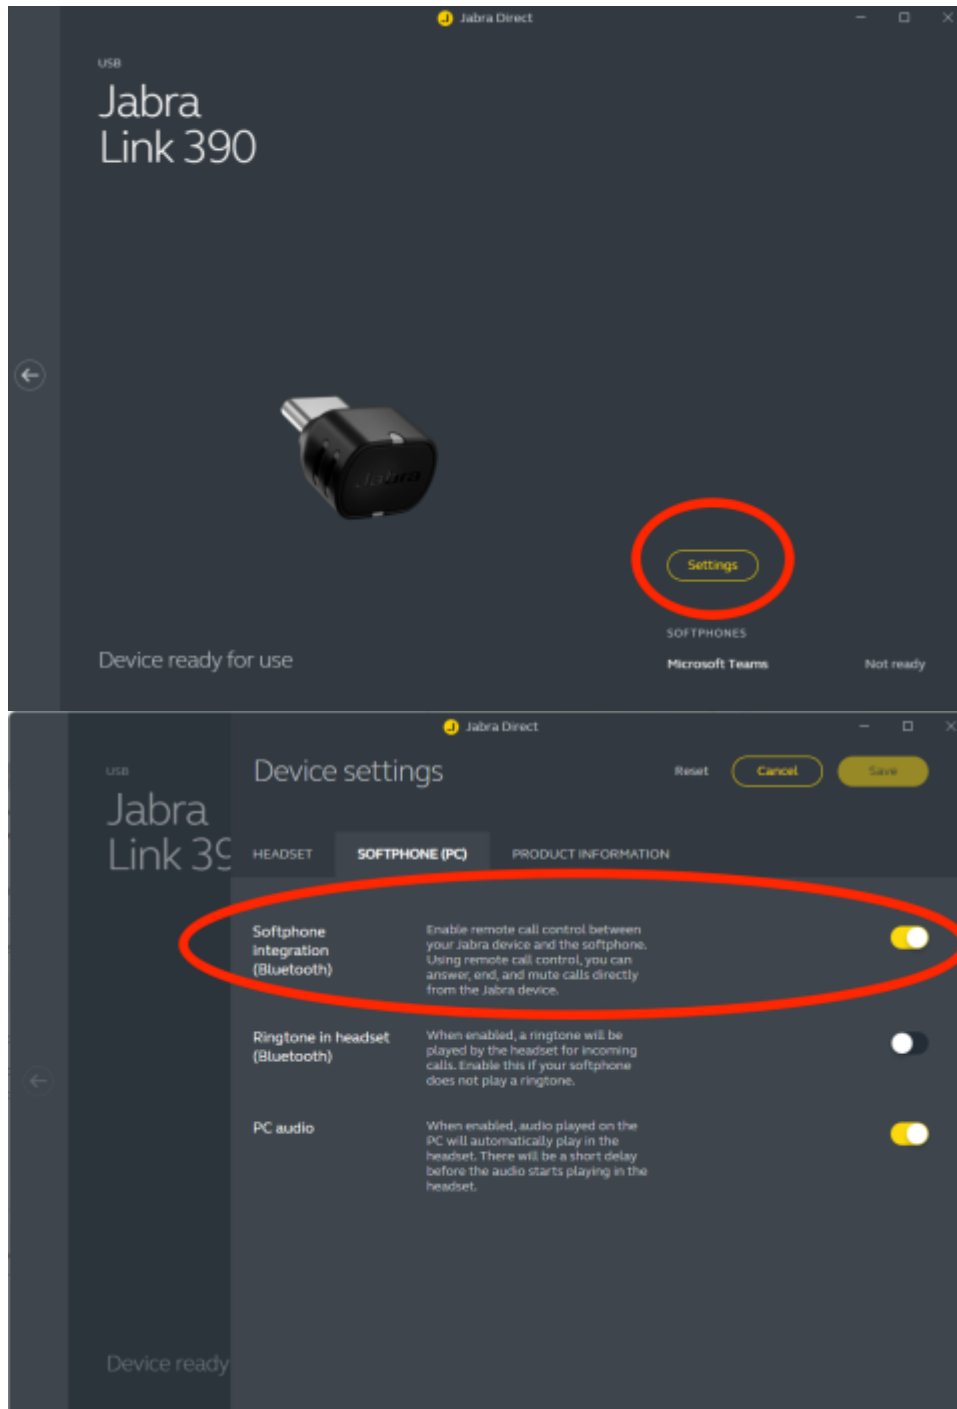 Jabra Direct
USB
Jabra
Link 390
Jabra
Settings
SOFTPHONES
Device ready for use
Microsoft Teams Not ready
Jabra Direct
USB
Jabra
Link 39
Device settings
Reset Cancel Save
HEADSET SOFTPHONE (PC) PRODUCT INFORMATION
Softphone
integration
(Bluetooth)
Enable remote call control between
your Jabra device and the softphone.
Using remote call control, you can
answer, end, and mute calls directly
from the Jabra device.
Ringtone in headset
(Bluetooth)
When enabled, a ringtone will be
played by the headset for incoming
calls. Enable this if your softphone
does not play a ringtone.
PC audio
When enabled, audio played on the
PC will automatically play in the
headset. There will be a short delay
before the audio starts playing in the
headset.
Device ready